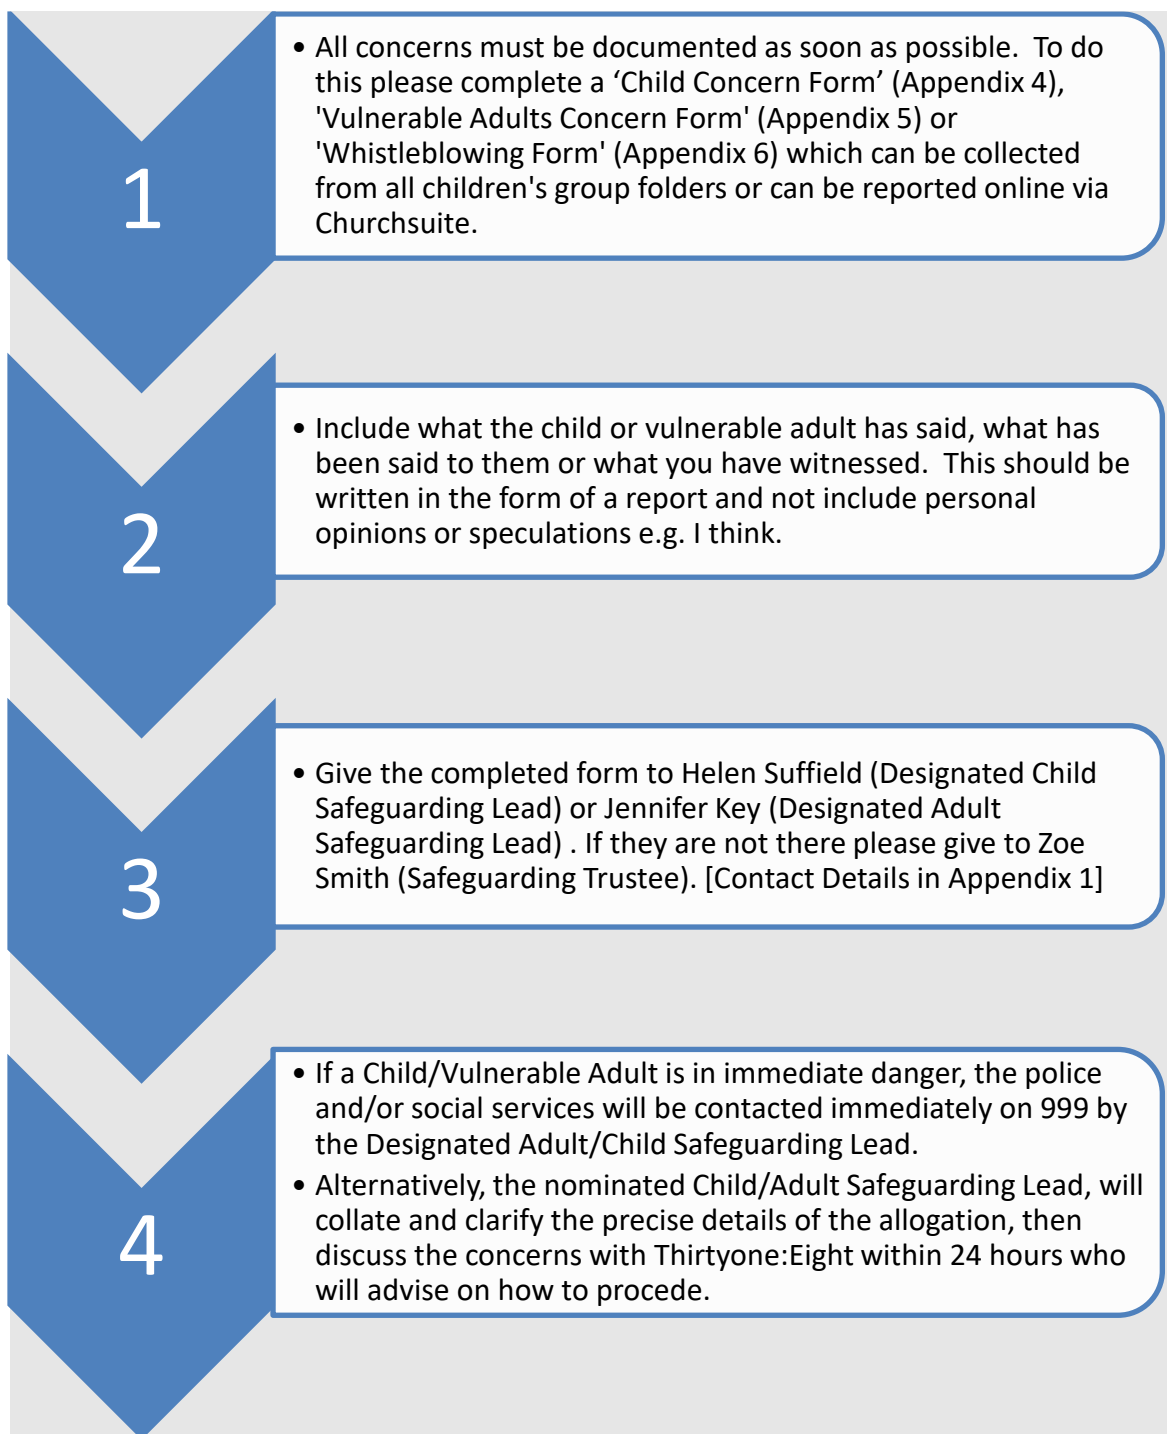 1
• All concerns must be documented as soon as possible.  To do
this please complete a ‘Child Concern Form’ (Appendix 4),
'Vulnerable Adults Concern Form' (Appendix 5) or
'Whistleblowing Form' (Appendix 6) which can be collected
from all children's group folders or can be reported online via
Churchsuite.
2
• Include what the child or vulnerable adult has said, what has
been said to them or what you have witnessed.  This should be
written in the form of a report and not include personal
opinions or speculations e.g. I think.
3
• Give the completed form to Helen Suffield (Designated Child
Safeguarding Lead) or Jennifer Key (Designated Adult
Safeguarding Lead) . If they are not there please give to Zoe
Smith (Safeguarding Trustee). [Contact Details in Appendix 1]
4
• If a Child/Vulnerable Adult is in immediate danger, the police
and/or social services will be contacted immediately on 999 by
the Designated Adult/Child Safeguarding Lead.
• Alternatively, the nominated Child/Adult Safeguarding Lead, will
collate and clarify the precise details of the allogation, then
discuss the concerns with Thirtyone:Eight within 24 hours who
will advise on how to procede.